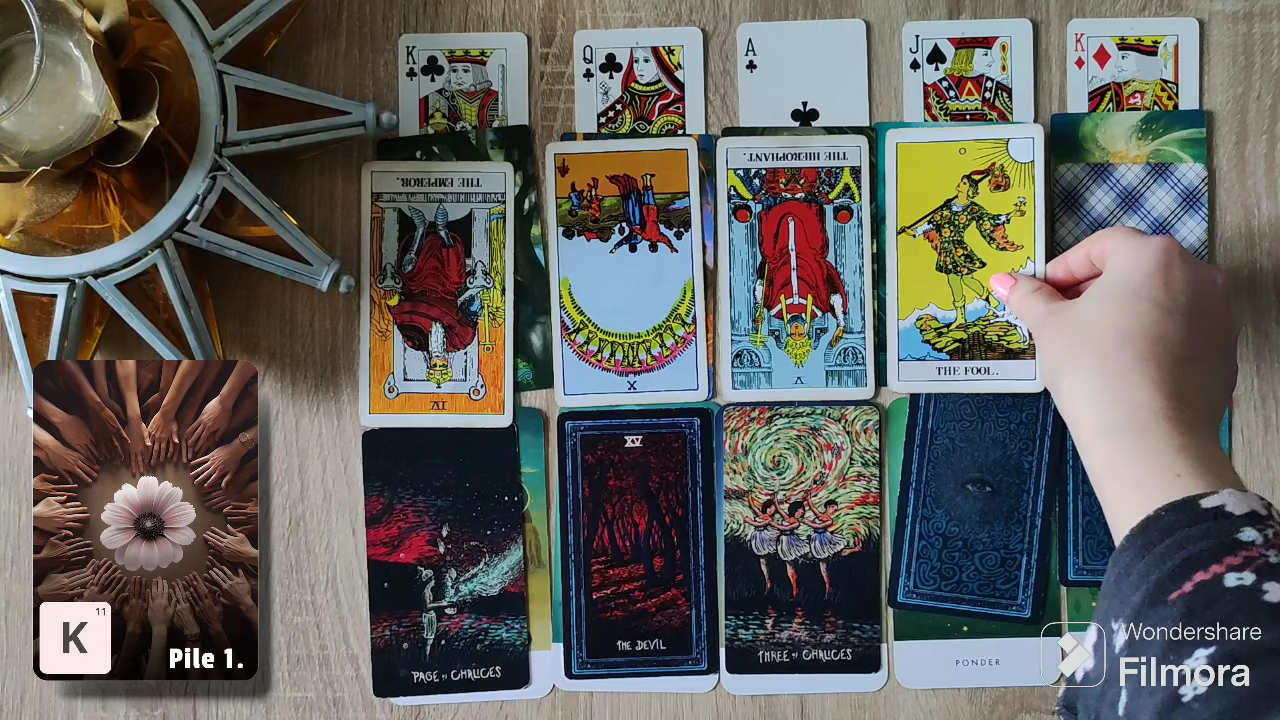 K
Q
A
J
K
THE EMPEROR.
IV
X
THE HIEROPHANT.
V
THE FOOL.
PAGE of CHALICES
XV
THE DEVIL
THREE of CHALICES
PONDER
K
11
Pile 1.
Wondershare
Filmora